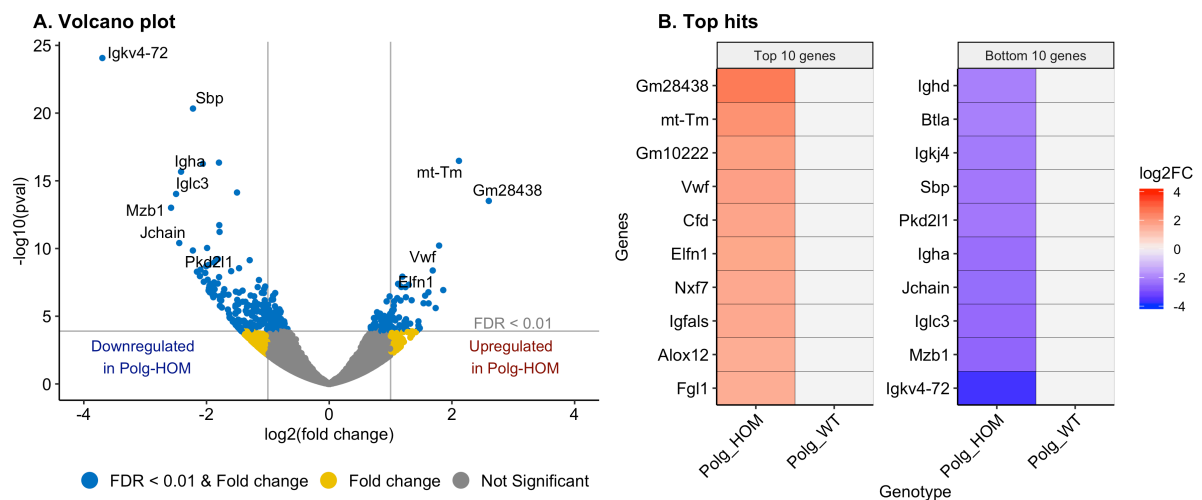 A. Volcano plot
25
20
15
10
5
0
-log10(pval)
Igkv4-72
Sbp
Igha
Iglc3
Mzb1
Jchain
Pkd2l1
mt-Tm
Gm28438
Vwf
Elfn1
FDR < 0.01
Downregulated
in Polg-HOM
Upregulated
in Polg-HOM
-4
-2
0
2
4
log2(fold change)
FDR < 0.01 & Fold change
Fold change
Not Significant
B. Top hits
Top 10 genes
Genes
Gm28438
mt-Tm
Gm10222
Vwf
Cfd
Elfn1
Nxf7
Igfals
Alox12
Fgl1
Polg_HOM
Polg_WT
Bottom 10 genes
Ighd
Btla
Igkj4
Sbp
Pkd2l1
Igha
Jchain
Iglc3
Mzb1
Igkv4-72
Polg_HOM
Polg_WT
Genotype
log2FC
4
2
0
-2
-4